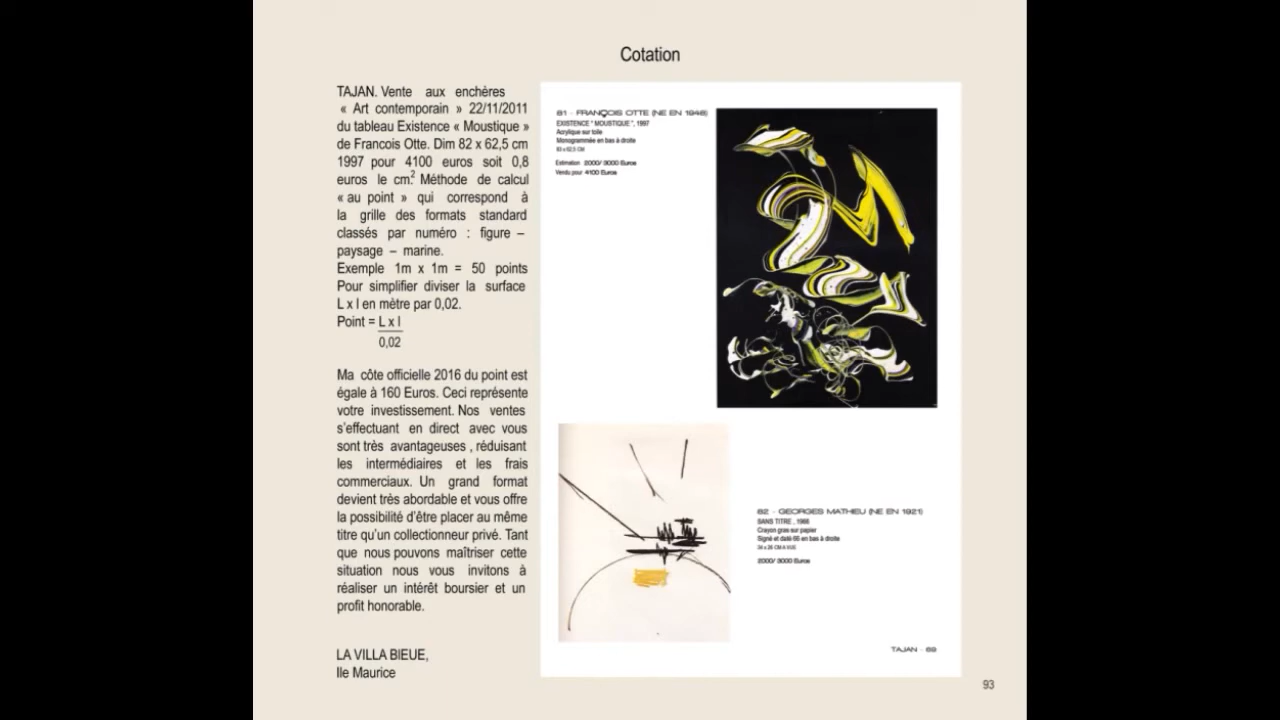 Cotation
TAJAN. Vente aux enchères
« Art contemporain » 22/11/2011
du tableau Existence « Moustique »
de Francois Otte. Dim 82 x 62,5 cm
1997 pour 4100 euros soit 0,8
euros le cm.² Méthode de calcul
« au point » qui correspond à
la grille des formats standard
classés par numéro : figure –
paysage – marine.
Exemple 1m x 1m = 50 points
Pour simplifier diviser la surface
L x l en mètre par 0,02.
Point = L x l
0,02
Ma côte officielle 2016 du point est
égale à 160 Euros. Ceci représente
votre investissement. Nos ventes
s'effectuant en direct avec vous
sont très avantageuses , réduisant
les intermédiaires et les frais
commerciaux. Un grand format
devient très abordable et vous offre
la possibilité d'être placer au même
titre qu'un collectionneur privé. Tant
que nous pouvons maîtriser cette
situation nous vous invitons à
réaliser un intérêt boursier et un
profit honorable.
LA VILLA BIEUE,
Ile Maurice
81 - FRANÇOIS OTTE (NE EN 1946)
EXISTENCE " MOUSTIQUE ", 1997
Acrylique sur toile
Monogrammée en bas à droite
83 x 62,5 CM
Estimation 2000/ 3000 Euros
Vendu pour 4100 Euros
82 - GEORGES MATHIEU (NE EN 1921)
SANS TITRE , 1966
Crayon gras sur papier
Signé et daté 66 en bas à droite
34 x 26 CM A VUE
2000/ 3000 Euros
TAJAN - 69
93